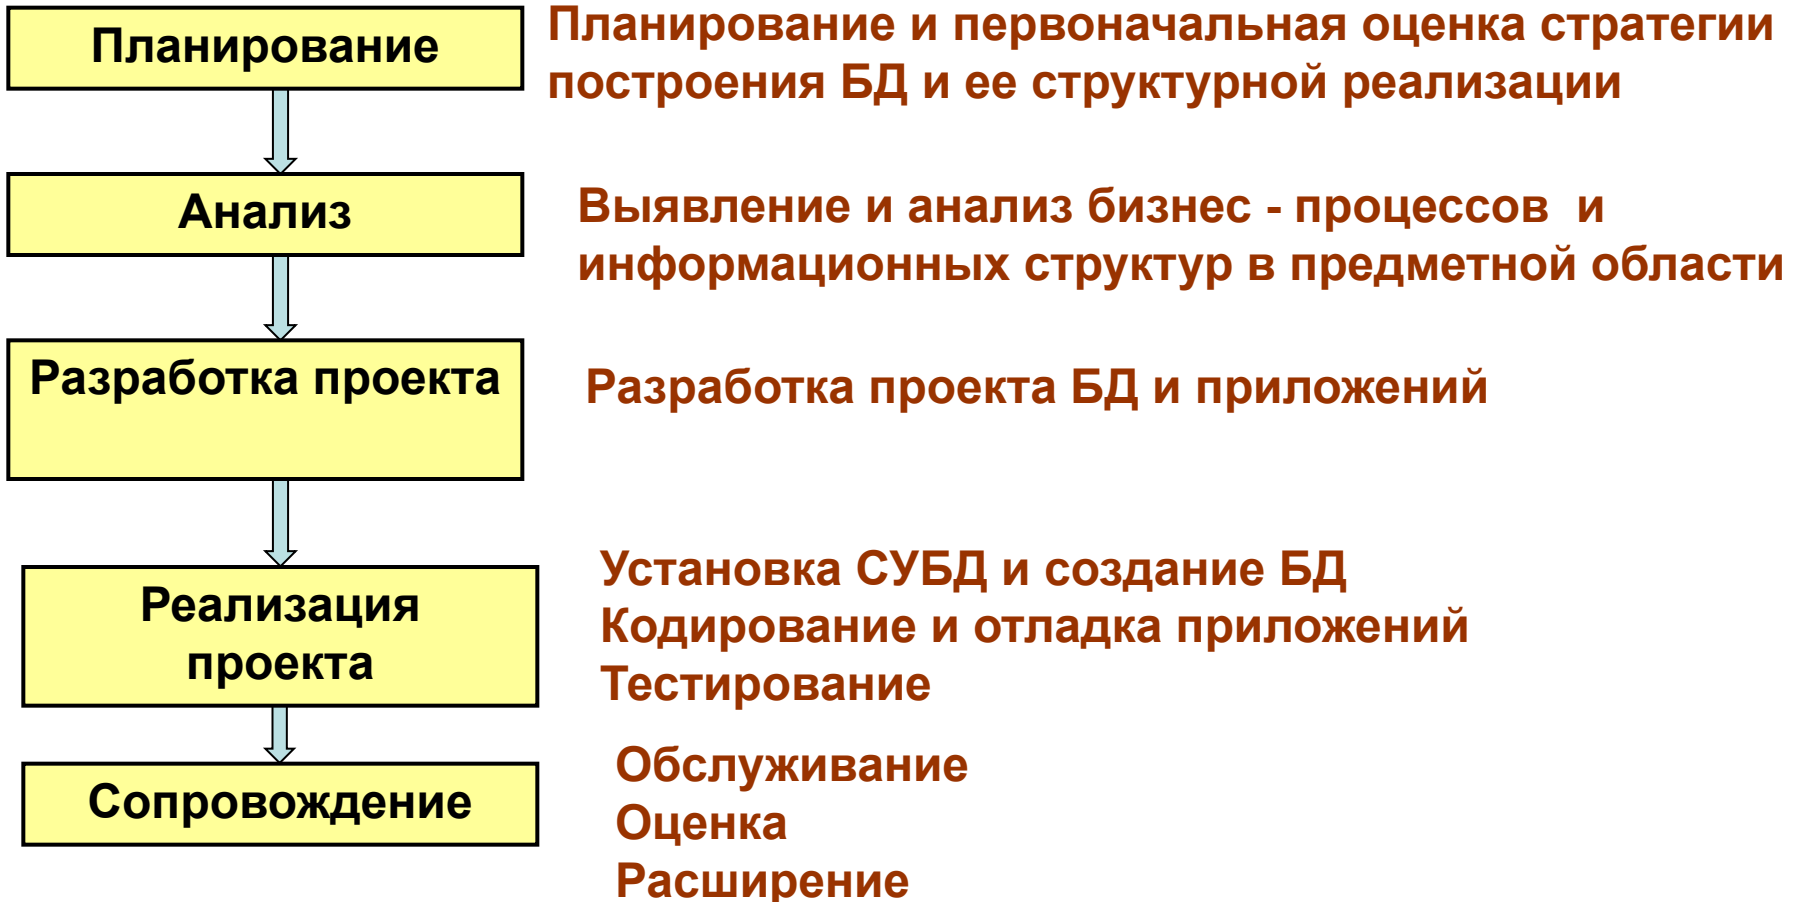 Планирование
Планирование и первоначальная оценка стратегии
построения БД и ее структурной реализации
Анализ
Выявление и анализ бизнес - процессов  и
информационных структур в предметной области
Разработка проекта
Разработка проекта БД и приложений
Реализация
проекта
Установка СУБД и создание БД
Кодирование и отладка приложений
Тестирование
Сопровождение
Обслуживание
Оценка
Расширение